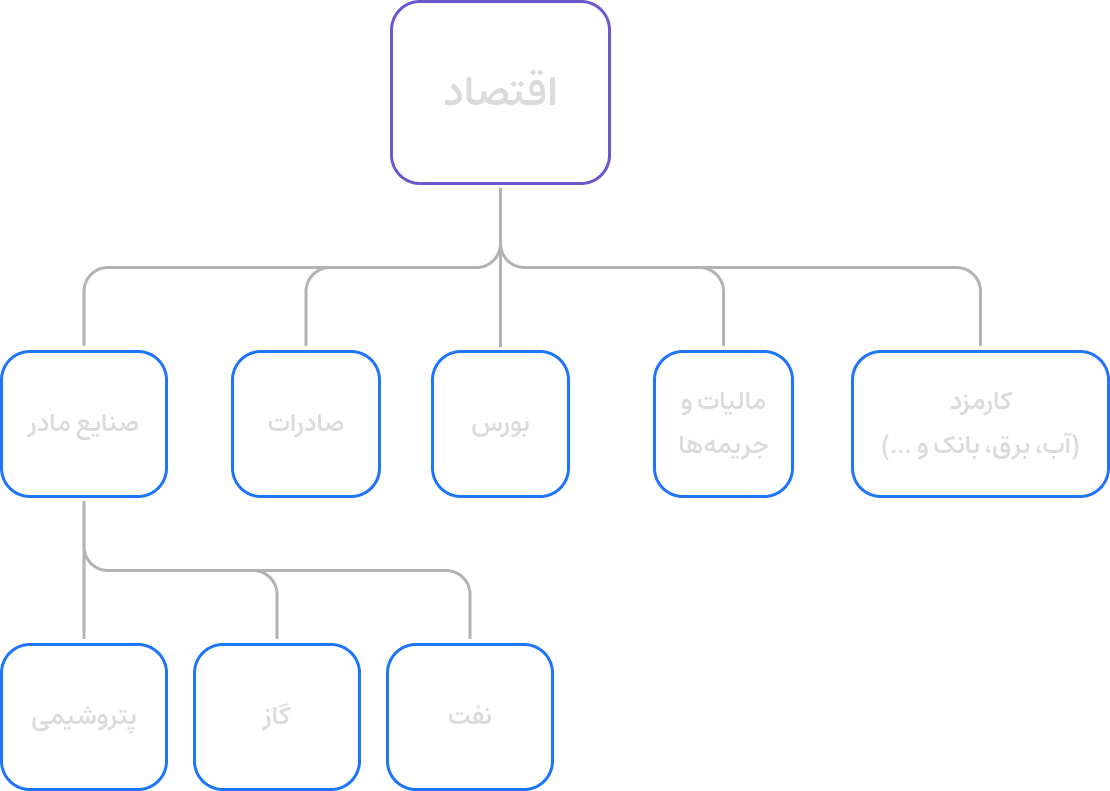 اقتصاد
کارمزد
(آب، برق، بانک و ...)
مالیات و
جریمه‌ها
بورس
صادرات
صنایع مادر
نفت
گاز
پتروشیمی